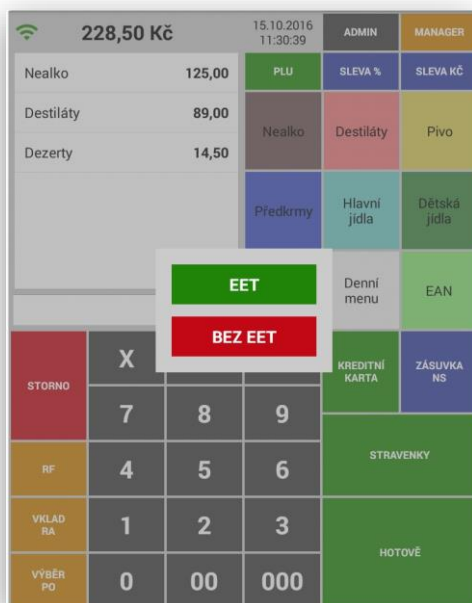 228,50 Kč
15.10.2016
11:30:39
ADMIN
MANAGER
Nealko 125,00
Destiláty 89,00
Dezerty 14,50
PLU
SLEVA %
SLEVA KČ
Nealko
Destiláty
Pivo
Předkrmy
Hlavní
jídla
Dětská
jídla
Denní
menu
EAN
EET
BEZ EET
STORNO
X
KREDITNÍ
KARTA
ZÁSUVKA
NS
7
8
9
STRAVENKY
RF
4
5
6
VKLAD
RA
1
2
3
HOTOVĚ
VÝBĚR
PO
0
00
000